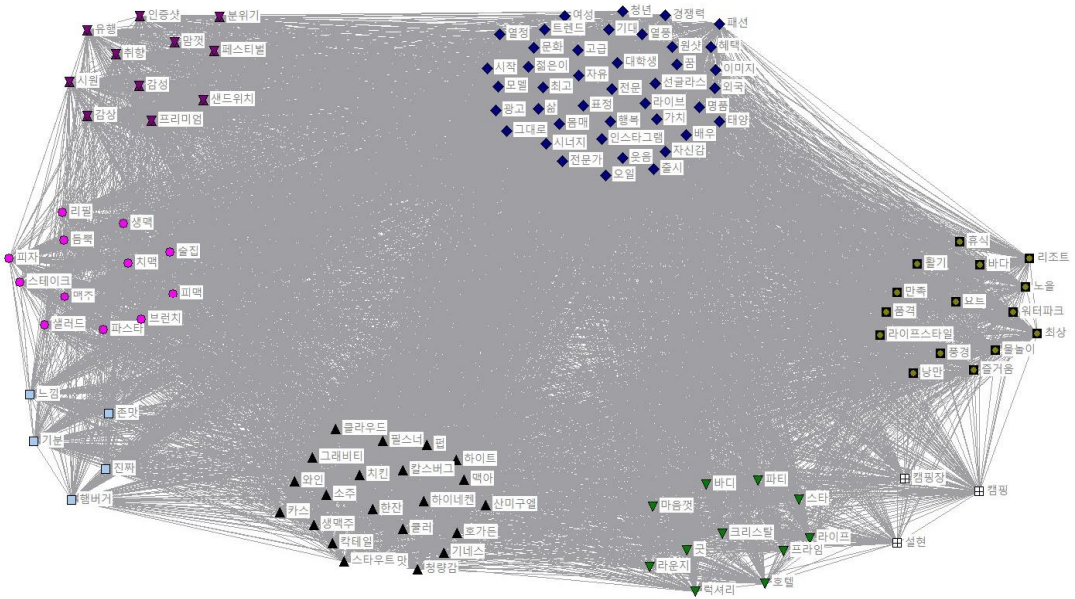 인증샷
분위기
유행
맘껏
취향
페스티벌
시원
감성
샌드위치
감상
프리미엄
여성
청년
경쟁력
패션
열정
트렌드
기대
열풍
문화
고급
원샷
혜택
시작
젊은이
자유
대학생
꿈
이미지
모델
최고
전문
선글라스
외국
광고
삶
표정
라이브
명품
그대로
몸매
행복
가치
태양
시너지
인스타그램
배우
전문가
웃음
자신감
오일
출시
리필
생맥
듬뿍
술집
피자
치맥
스테이크
맥주
피맥
샐러드
파스타
브런치
휴식
리조트
활기
바다
만족
노을
요트
품격
워터파크
라이프스타일
최상
풍경
물놀이
낭만
즐거움
느낌
존맛
기분
진짜
햄버거
클라우드
필스너
펍
그래비티
하이트
치킨
칼스버그
와인
맥아
소주
하이네켄
산미구엘
카스
한잔
생맥주
쿨러
호가든
칵테일
기네스
스타우트맛
청량감
바디
파티
마음껏
스타
크리스탈
라이프
굿
프라임
라운지
럭셔리
호텔
캠핑장
캠핑
설현